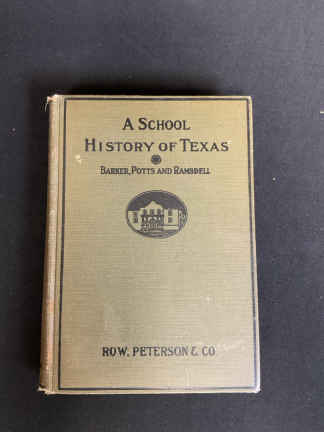 A SCHOOL
HISTORY OF TEXAS
BARKER, POTTS AND RAMSDELL
ROW, PETERSON & CO